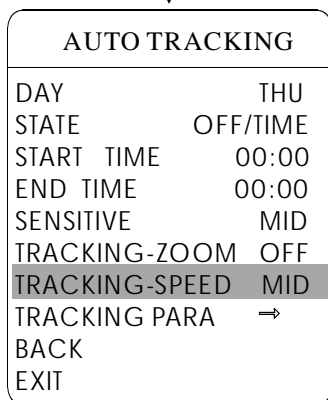 AUTO TRACKING
DAY THU
STATE OFF/TIME
START TIME 00:00
END TIME 00:00
SENSITIVE MID
TRACKING-ZOOM OFF
TRACKING-SPEED MID
TRACKING PARA ⇒
BACK
EXIT